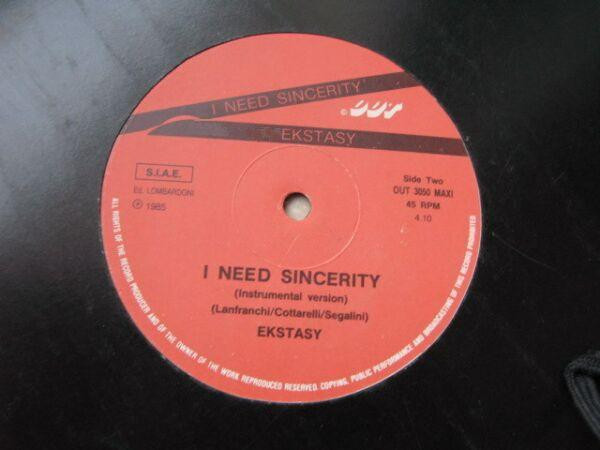 I NEED SINCERITY
© OUT
EKSTASY
S.I.A.E.
Ed. LOMBARDONI
℗ 1985
Side Two
OUT 3050 MAXI
45 RPM
4.10
I NEED SINCERITY
(Instrumental version)
(Lanfranchi/Cottarelli/Segalini)
EKSTASY
ALL RIGHTS OF THE RECORD PRODUCER AND OF THE OWNER OF THE WORK REPRODUCED RESERVED. COPYING, PUBLIC PERFORMANCE AND BROADCASTING OF THIS RECORD PROHIBITED